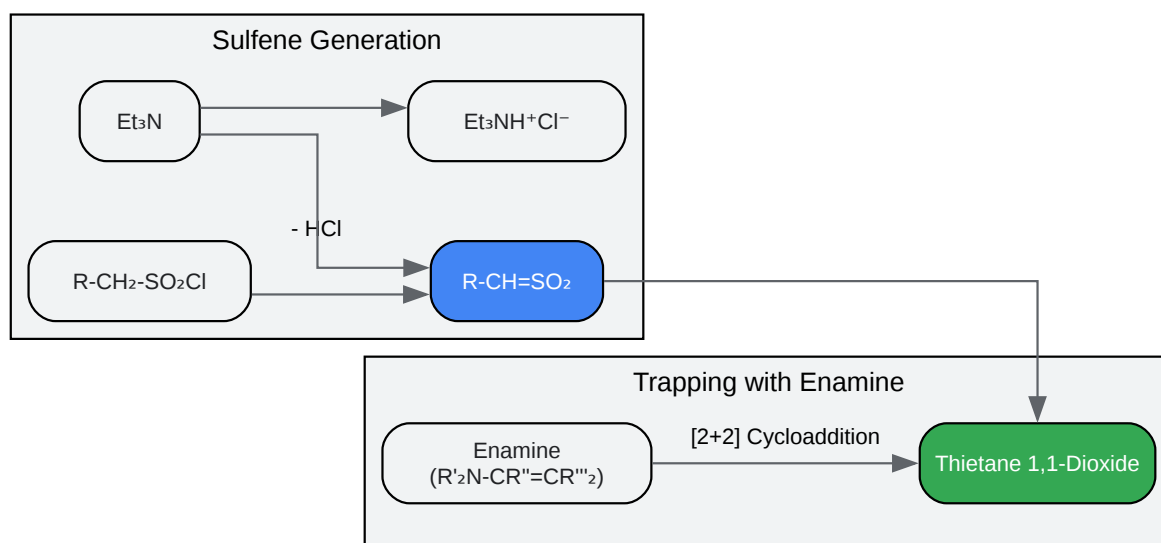 Sulfene Generation
Et₃N
Et₃NH⁺Cl⁻
- HCl
R-CH₂-SO₂Cl
R-CH=SO₂
Trapping with Enamine
[2+2] Cycloaddition
Enamine
(R'₂N-CR"=CR'"₂)
Thietane 1,1-Dioxide